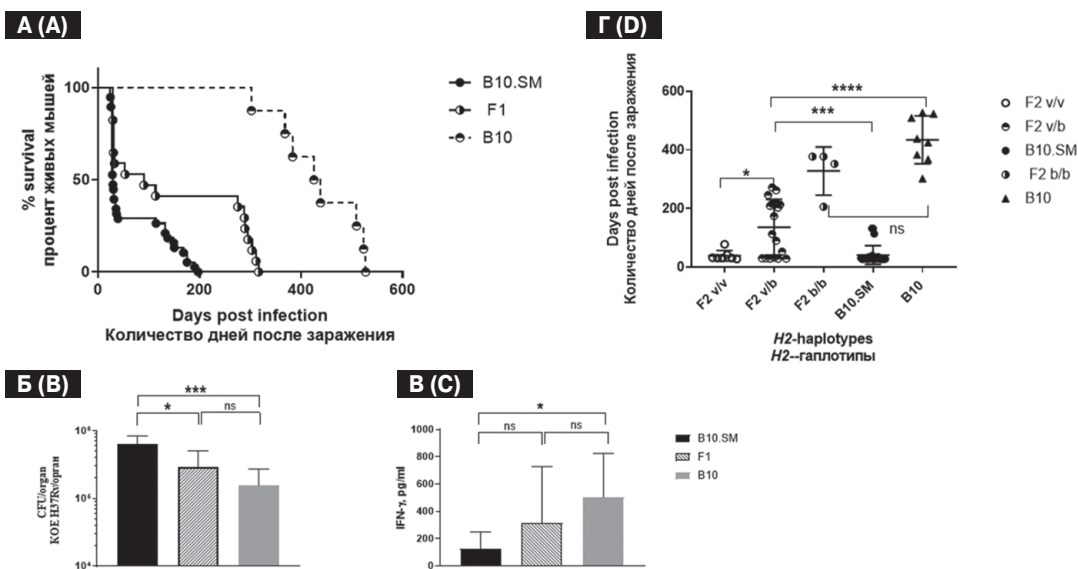 А (A)
% survival
процент живых мышей
100
50
0
0
200
400
600
Days post infection
Количество дней после заражения
B10.SM
F1
B10
Г (D)
Days post infection
Количество дней после заражения
600
400
200
0
****
***
*
ns
F2 v/v
F2 v/b
F2 b/b
B10.SM
B10
H2-haplotypes
H2--гаплотипы
F2 v/v
F2 v/b
B10.SM
F2 b/b
B10
Б (B)
***
*
ns
CFU/organ
КОЕ H37Rv/орган
10⁴
В (C)
*
ns
ns
IFN-γ, pg/ml
1000
800
600
400
200
0
B10.SM
F1
B10